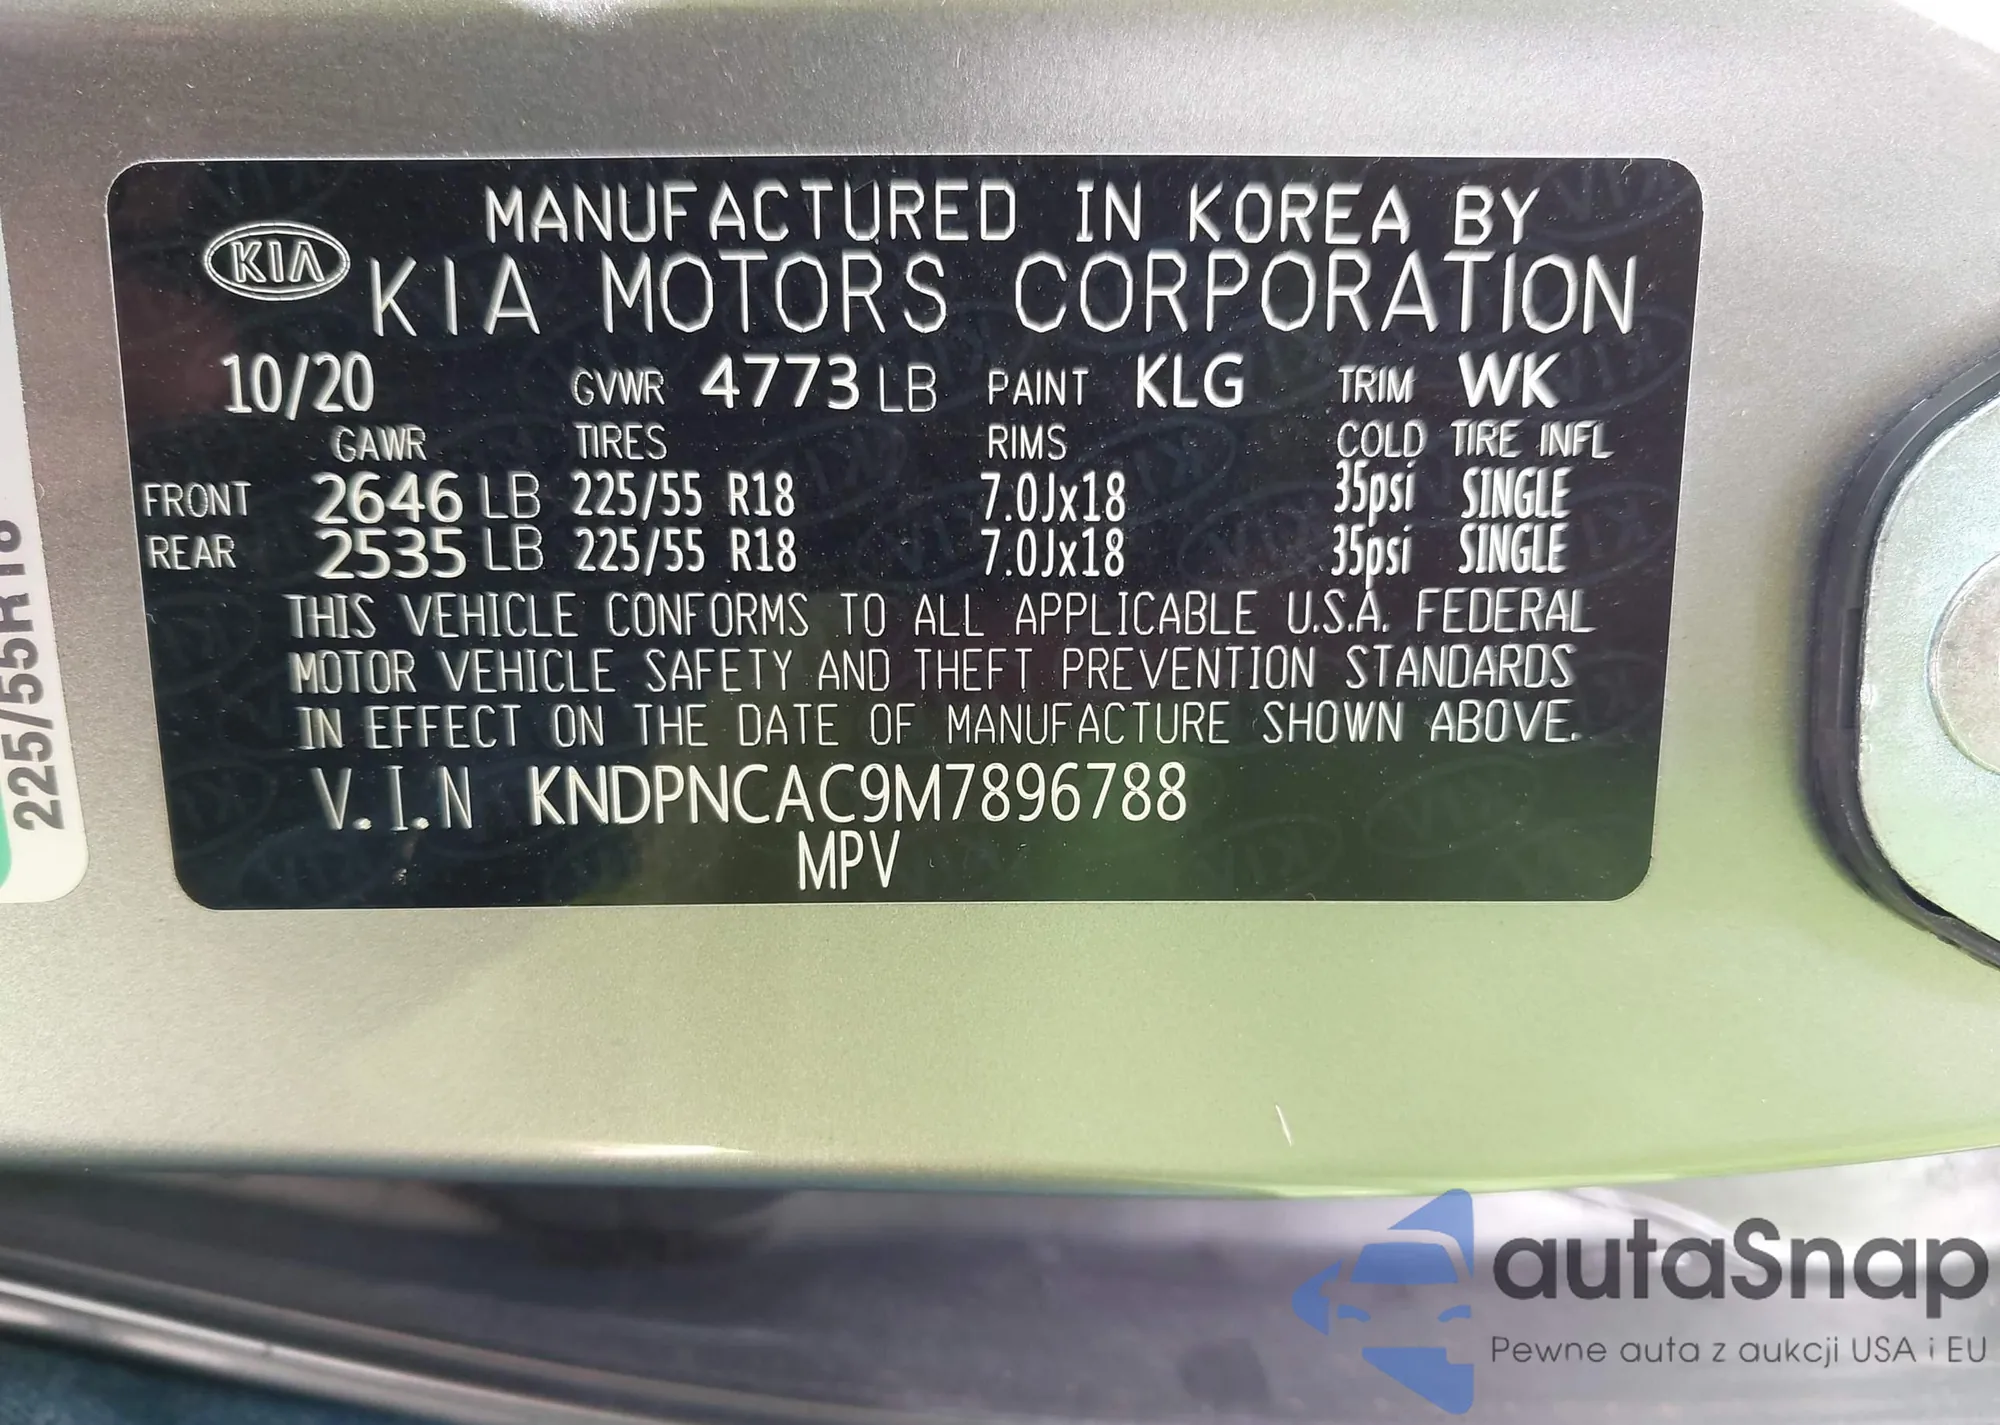 MANUFACTURED IN KOREA BY
KIA KIA MOTORS CORPORATION
10/20 GVWR 4773 LB PAINT KLG TRIM WK
GAWR TIRES RIMS COLD TIRE INFL
FRONT 2646 LB 225/55 R18 7.0Jx18 35psi SINGLE
REAR 2535 LB 225/55 R18 7.0Jx18 35psi SINGLE
THIS VEHICLE CONFORMS TO ALL APPLICABLE U.S.A. FEDERAL
MOTOR VEHICLE SAFETY AND THEFT PREVENTION STANDARDS
IN EFFECT ON THE DATE OF MANUFACTURE SHOWN ABOVE.
V.I.N KNDPNCAC9M7896788
MPV
225/55R18
autaSnap
Pewne auta z aukcji USA i EU